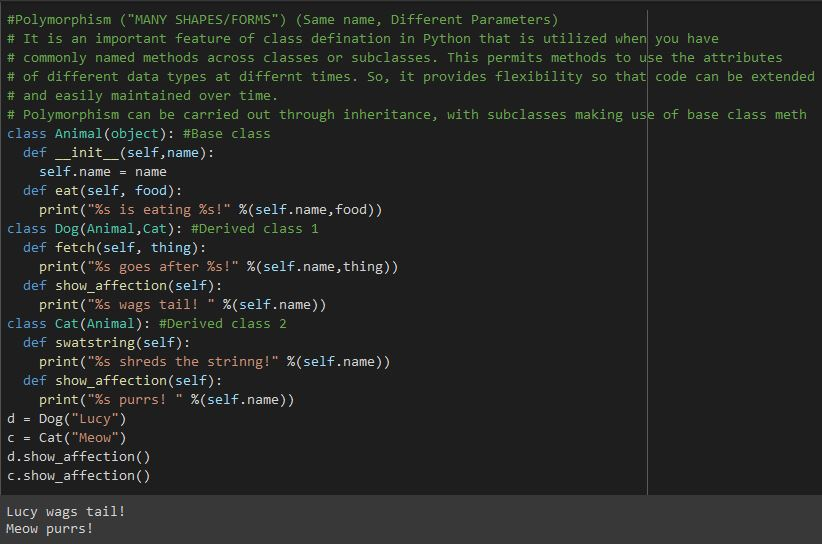 #Polymorphism ("MANY SHAPES/FORMS") (Same name, Different Parameters)
# It is an important feature of class defination in Python that is utilized when you have
# commonly named methods across classes or subclasses. This permits methods to use the attributes
# of different data types at differnt times. So, it provides flexibility so that code can be extended
# and easily maintained over time.
# Polymorphism can be carried out through inheritance, with subclasses making use of base class meth
class Animal(object): #Base class
  def __init__(self,name):
    self.name = name
  def eat(self, food):
    print("%s is eating %s!" %(self.name,food))
class Dog(Animal,Cat): #Derived class 1
  def fetch(self, thing):
    print("%s goes after %s!" %(self.name,thing))
  def show_affection(self):
    print("%s wags tail! " %(self.name))
class Cat(Animal): #Derived class 2
  def swatstring(self):
    print("%s shreds the strinng!" %(self.name))
  def show_affection(self):
    print("%s purrs! " %(self.name))
d = Dog("Lucy")
c = Cat("Meow")
d.show_affection()
c.show_affection()
Lucy wags tail!
Meow purrs!